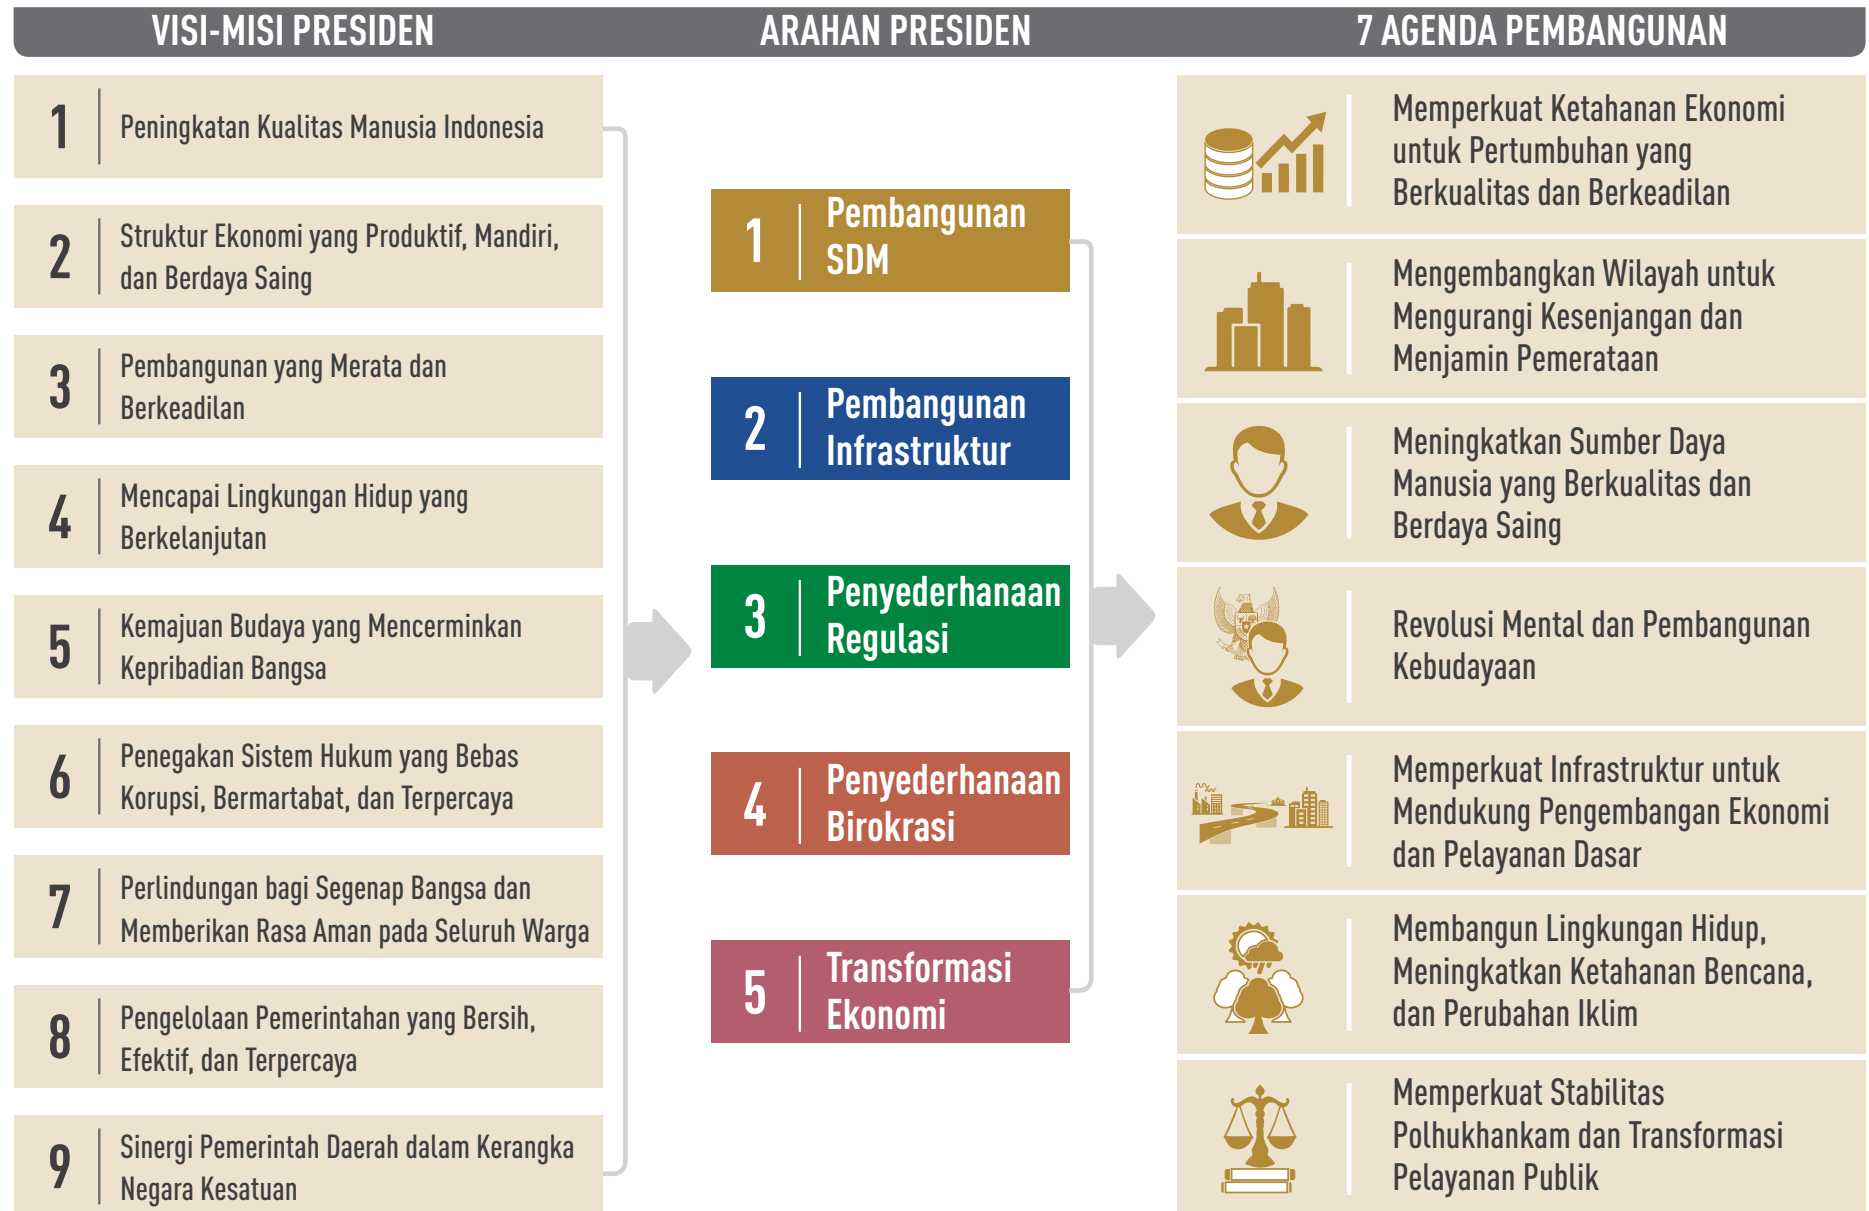 VISI-MISI PRESIDEN
1
Peningkatan Kualitas Manusia Indonesia
2
Struktur Ekonomi yang Produktif, Mandiri,
dan Berdaya Saing
3
Pembangunan yang Merata dan
Berkeadilan
4
Mencapai Lingkungan Hidup yang
Berkelanjutan
5
Kemajuan Budaya yang Mencerminkan
Kepribadian Bangsa
6
Penegakan Sistem Hukum yang Bebas
Korupsi, Bermartabat, dan Terpercaya
7
Perlindungan bagi Segenap Bangsa dan
Memberikan Rasa Aman pada Seluruh Warga
8
Pengelolaan Pemerintahan yang Bersih,
Efektif, dan Terpercaya
9
Sinergi Pemerintah Daerah dalam Kerangka
Negara Kesatuan
ARAHAN PRESIDEN
1
Pembangunan
SDM
2
Pembangunan
Infrastruktur
3
Penyederhanaan
Regulasi
4
Penyederhanaan
Birokrasi
5
Transformasi
Ekonomi
7 AGENDA PEMBANGUNAN
Memperkuat Ketahanan Ekonomi
untuk Pertumbuhan yang
Berkualitas dan Berkeadilan
Mengembangkan Wilayah untuk
Mengurangi Kesenjangan dan
Menjamin Pemerataan
Meningkatkan Sumber Daya
Manusia yang Berkualitas dan
Berdaya Saing
Revolusi Mental dan Pembangunan
Kebudayaan
Memperkuat Infrastruktur untuk
Mendukung Pengembangan Ekonomi
dan Pelayanan Dasar
Membangun Lingkungan Hidup,
Meningkatkan Ketahanan Bencana,
dan Perubahan Iklim
Memperkuat Stabilitas
Polhukhankam dan Transformasi
Pelayanan Publik